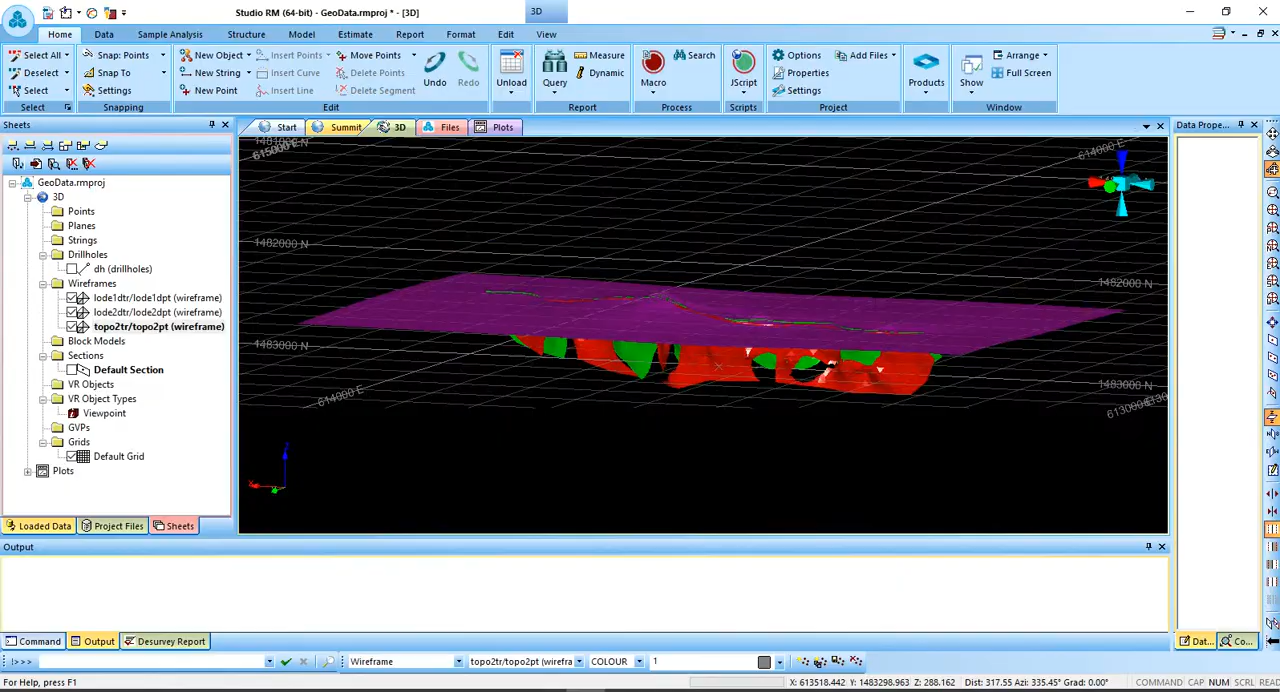 Studio RM (64-bit) - GeoData.rmproj * - [3D]
3D
Home Data Sample Analysis Structure Model Estimate Report Format Edit View
Select All Snap: Points New Object Insert Points Move Points Measure Search Options Add Files Arrange
Deselect Snap To New String Insert Curve Delete Points Dynamic Properties Full Screen
Select Settings New Point Insert Line Delete Segment Settings
Undo Redo Unload Query Macro JScript Products Show
Select Snapping Edit Report Process Scripts Project Window
Sheets
Start Summit 3D Files Plots
Data Prope...
GeoData.rmproj
3D
Points
Planes
Strings
Drillholes
dh (drillholes)
Wireframes
lode1dtr/lode1dpt (wireframe)
lode2dtr/lode2dpt (wireframe)
topo2tr/topo2pt (wireframe)
Block Models
Sections
Default Section
VR Objects
VR Object Types
Viewpoint
GVPs
Grids
Default Grid
Plots
615000 E
614000 E
1482000 N
1482000 N
1483000 N
1483000 N
614000 E
Loaded Data Project Files Sheets
Output
Command Output Desurvey Report
Dat... Co...
!>>> Wireframe topo2tr/topo2pt (wirefra COLOUR 1
For Help, press F1
X: 613518.442 Y: 1483298.963 Z: 288.162 Dist: 317.55 Azi: 335.45° Grad: 0.00° COMMAND CAP NUM SCRL READ